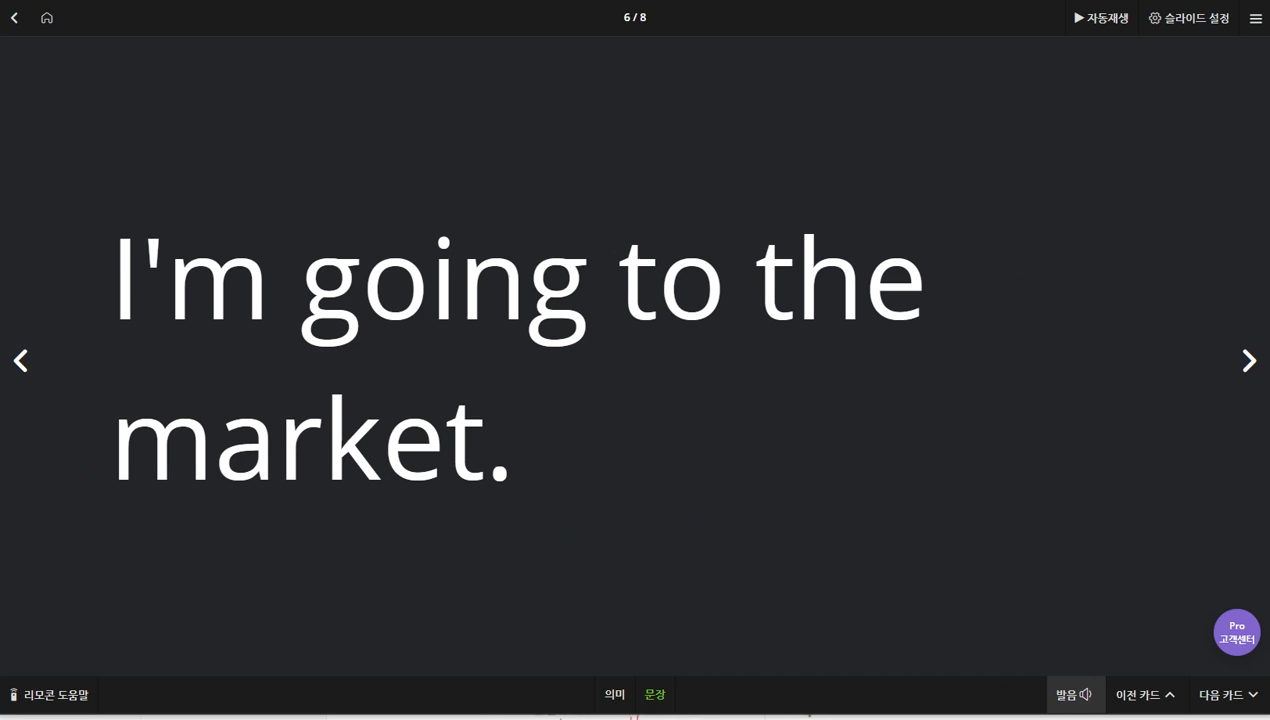 6 / 8
자동재생
슬라이드 설정
I'm going to the
market.
Pro
고객센터
리모콘 도움말
의미
문장
발음
이전 카드
다음 카드